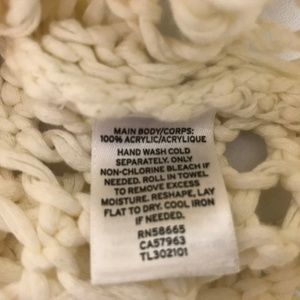 MAIN BODY/CORPS:
100% ACRYLIC/ACRYLIQUE
HAND WASH COLD
SEPARATELY. ONLY
NON-CHLORINE BLEACH IF
NEEDED. ROLL IN TOWEL
TO REMOVE EXCESS
MOISTURE. RESHAPE, LAY
FLAT TO DRY. COOL IRON
IF NEEDED.
RN58665
CA57963
TL302101